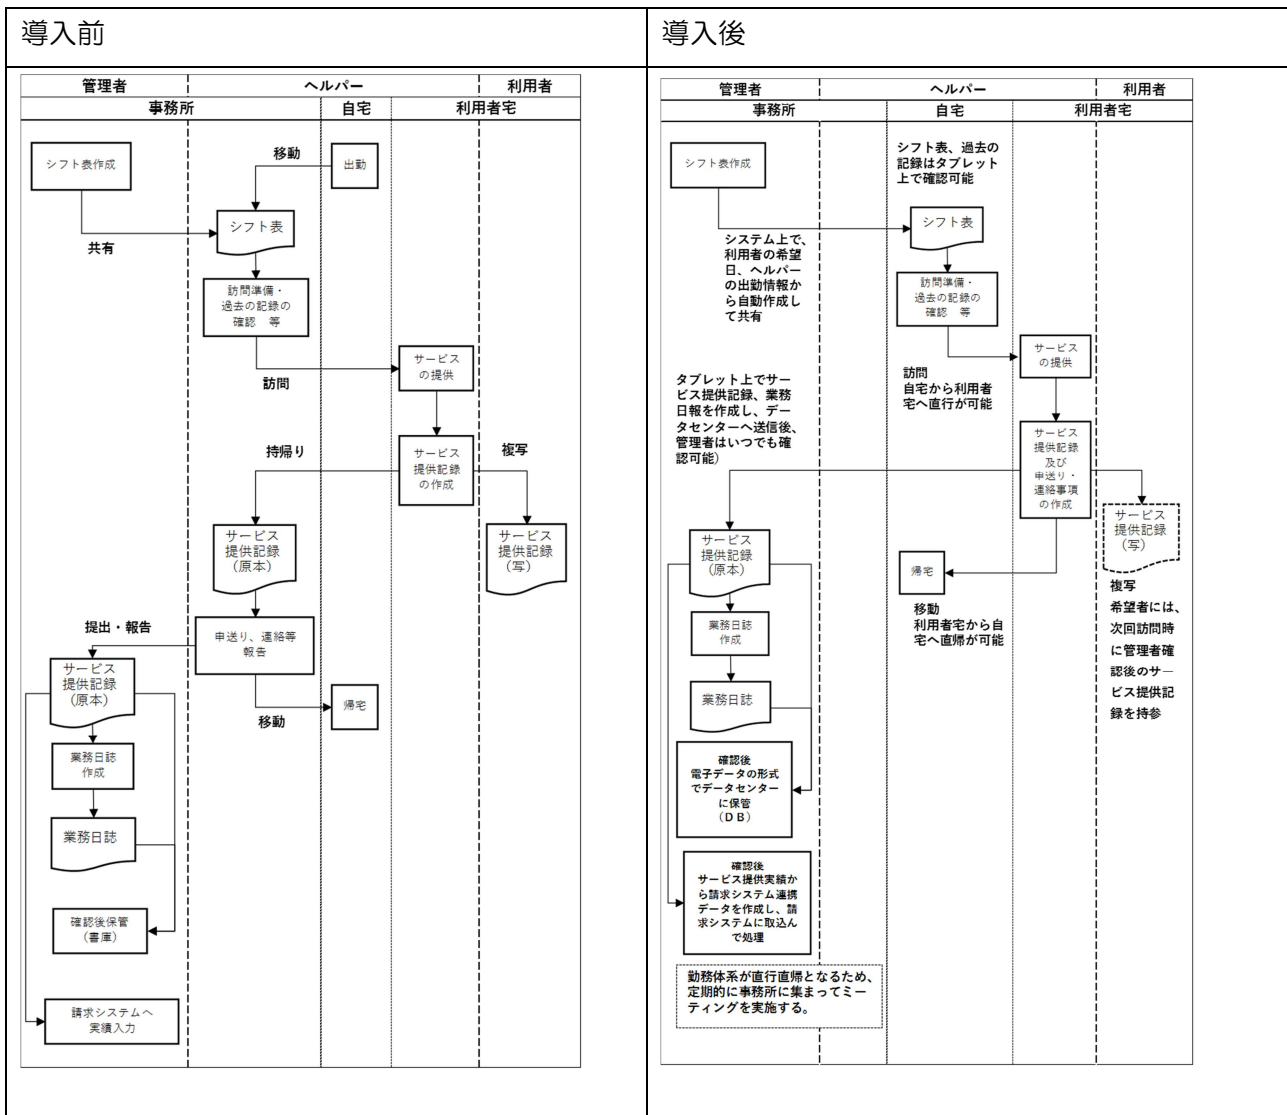 導入前
管理者
ヘルパー
利用者
事務所
自宅
利用者宅
シフト表作成
移動
出勤
シフト表
共有
訪問準備・
過去の記録の
確認　等
サービス
の提供
訪問
持帰り
サービス
提供記録
の作成
複写
サービス
提供記録
（原本）
サービス
提供記録
（写）
提出・報告
申送り、連絡等
報告
サービス
提供記録
（原本）
移動
帰宅
業務日誌
作成
業務日誌
確認後保管
（書庫）
請求システムへ
実績入力
導入後
管理者
ヘルパー
利用者
事務所
自宅
利用者宅
シフト表作成
シフト表、過去の
記録はタブレット
上で確認可能
シフト表
システム上で、
利用者の希望
日、ヘルパー
の出勤情報か
ら自動作成し
て共有
訪問準備・
過去の記録の
確認　等
サービス
の提供
訪問
自宅から利用者
宅へ直行が可能
タブレット上でサー
ビス提供記録、業務
日報を作成し、デー
タセンターへ送信後、
管理者はいつでも確
認可能）
サービス
提供記録
及び
申送り・
連絡事項
の作成
サービス
提供記録
（写）
サービス
提供記録
（原本）
帰宅
複写
希望者には、
次回訪問時
に管理者確
認後のサー
ビス提供記
録を持参
移動
利用者宅から自
宅へ直帰が可能
業務日誌
作成
業務日誌
確認後
電子データの形式
でデータセンター
に保管
（ＤＢ）
確認後
サービス提供実績か
ら請求システム連携
データを作成し、請
求システムに取込ん
で処理
勤務体系が直行直帰となるため、
定期的に事務所に集まってミー
ティングを実施する。